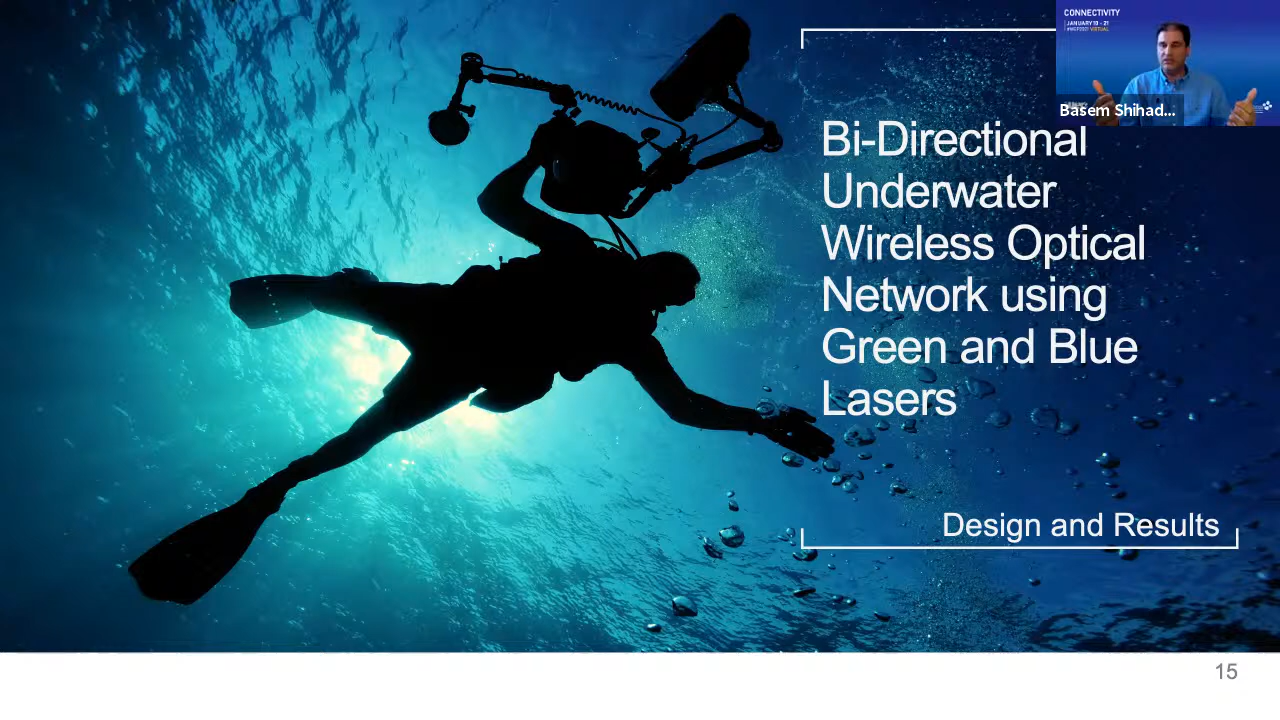 CONNECTIVITY
JANUARY 10 - 21
VIRTUAL
Basem Shihad...
Bi-Directional
Underwater
Wireless Optical
Network using
Green and Blue
Lasers
Design and Results
15